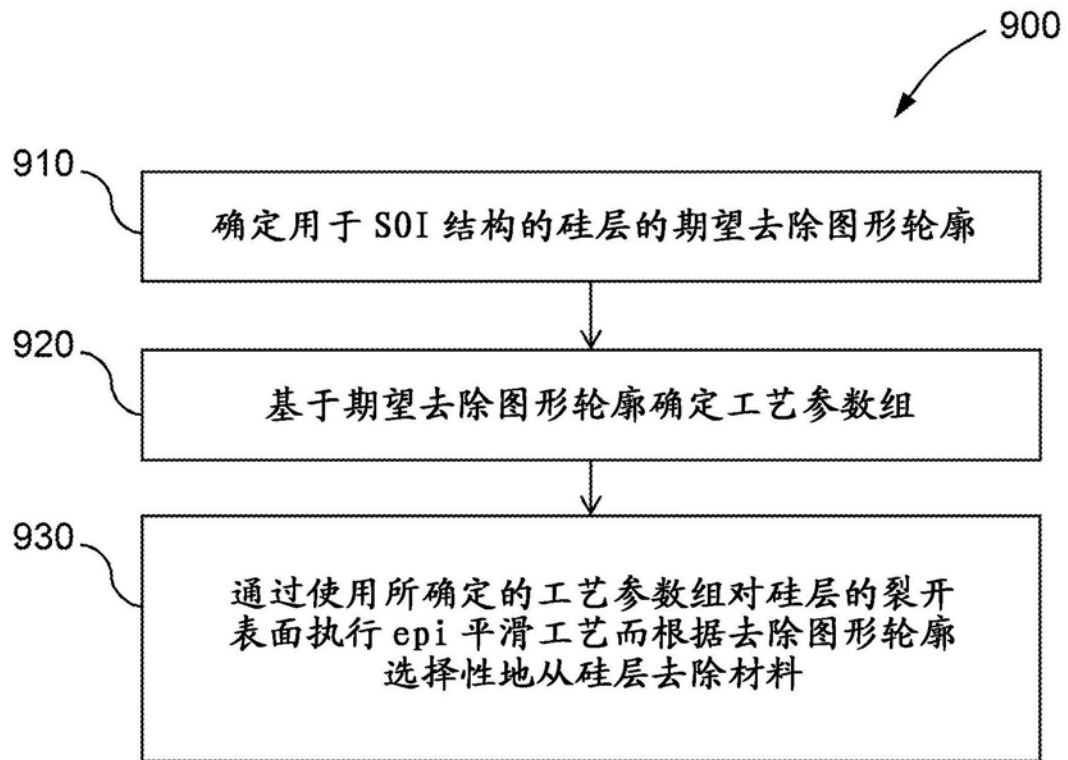 900
910
确定用于 SOI 结构的硅层的期望去除图形轮廓
920
基于期望去除图形轮廓确定工艺参数组
930
通过使用所确定的工艺参数组对硅层的裂开
表面执行 epi 平滑工艺而根据去除图形轮廓
选择性地从硅层去除材料